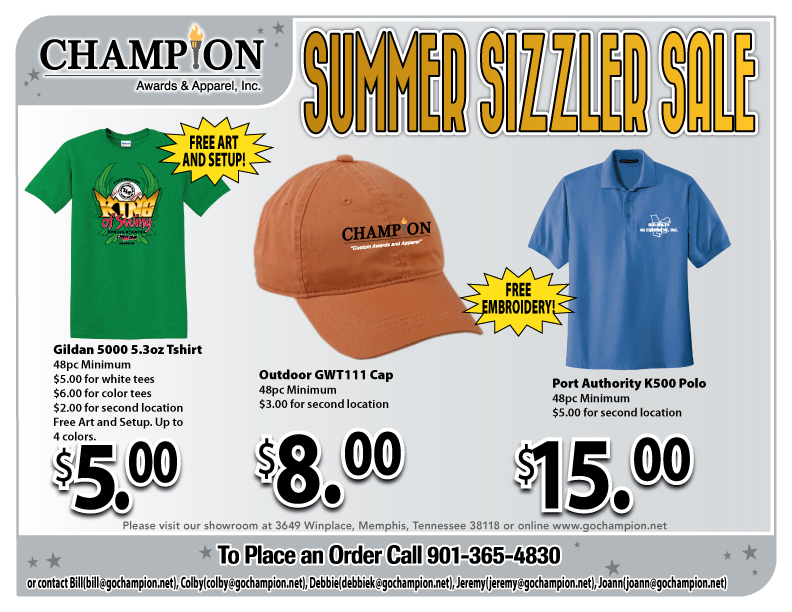 CHAMPION
Awards & Apparel, Inc.
SUMMER SIZZLER SALE
FREE ART
AND SETUP!
KING
of Swing
CHAMPION
"Custom Awards and Apparel"
FREE
EMBROIDERY!
AG INC.
Gildan 5000 5.3oz Tshirt
48pc Minimum
$5.00 for white tees
$6.00 for color tees
$2.00 for second location
Free Art and Setup. Up to
4 colors.
$5.00
Outdoor GWT111 Cap
48pc Minimum
$3.00 for second location
$8.00
Port Authority K500 Polo
48pc Minimum
$5.00 for second location
$15.00
Please visit our showroom at 3649 Winplace, Memphis, Tennessee 38118 or online www.gochampion.net
To Place an Order Call 901-365-4830
or contact Bill(bill@gochampion.net), Colby(colby@gochampion.net), Debbie(debbiek@gochampion.net), Jeremy(jeremy@gochampion.net), Joann(joann@gochampion.net)